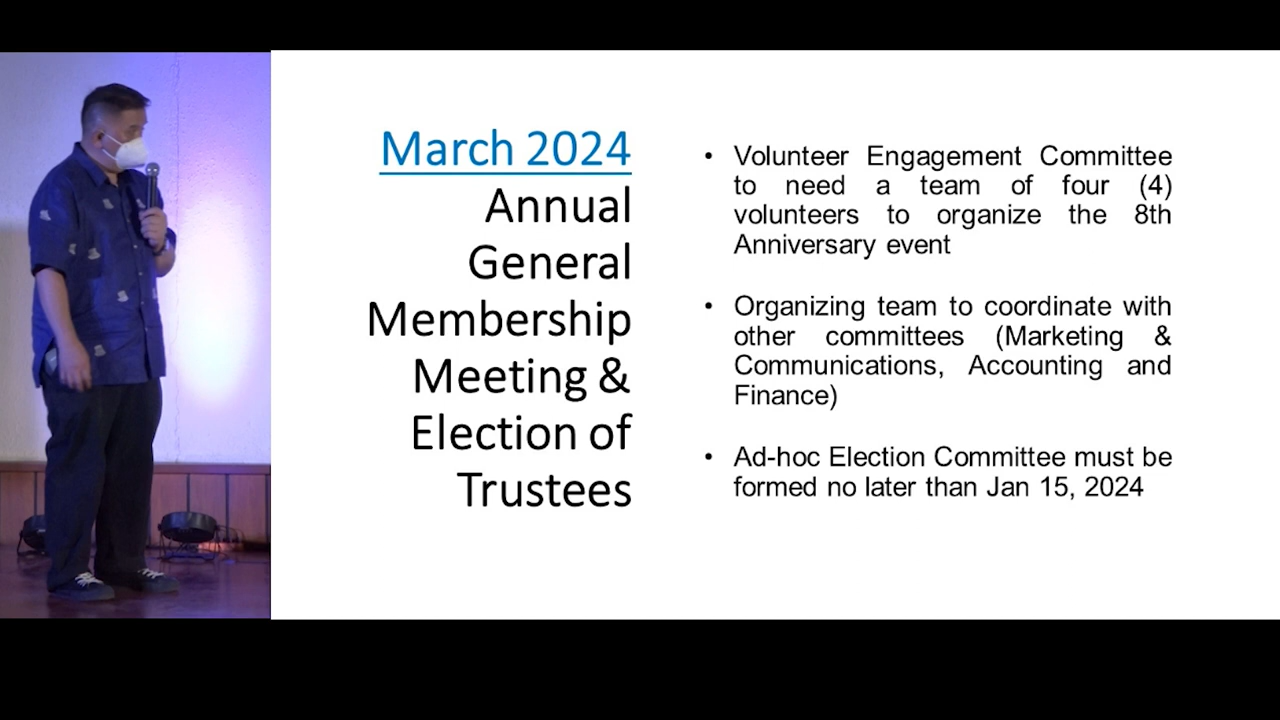 March 2024
Annual
General
Membership
Meeting &
Election of
Trustees
• Volunteer Engagement Committee
to need a team of four (4)
volunteers to organize the 8th
Anniversary event
• Organizing team to coordinate with
other committees (Marketing &
Communications, Accounting and
Finance)
• Ad-hoc Election Committee must be
formed no later than Jan 15, 2024